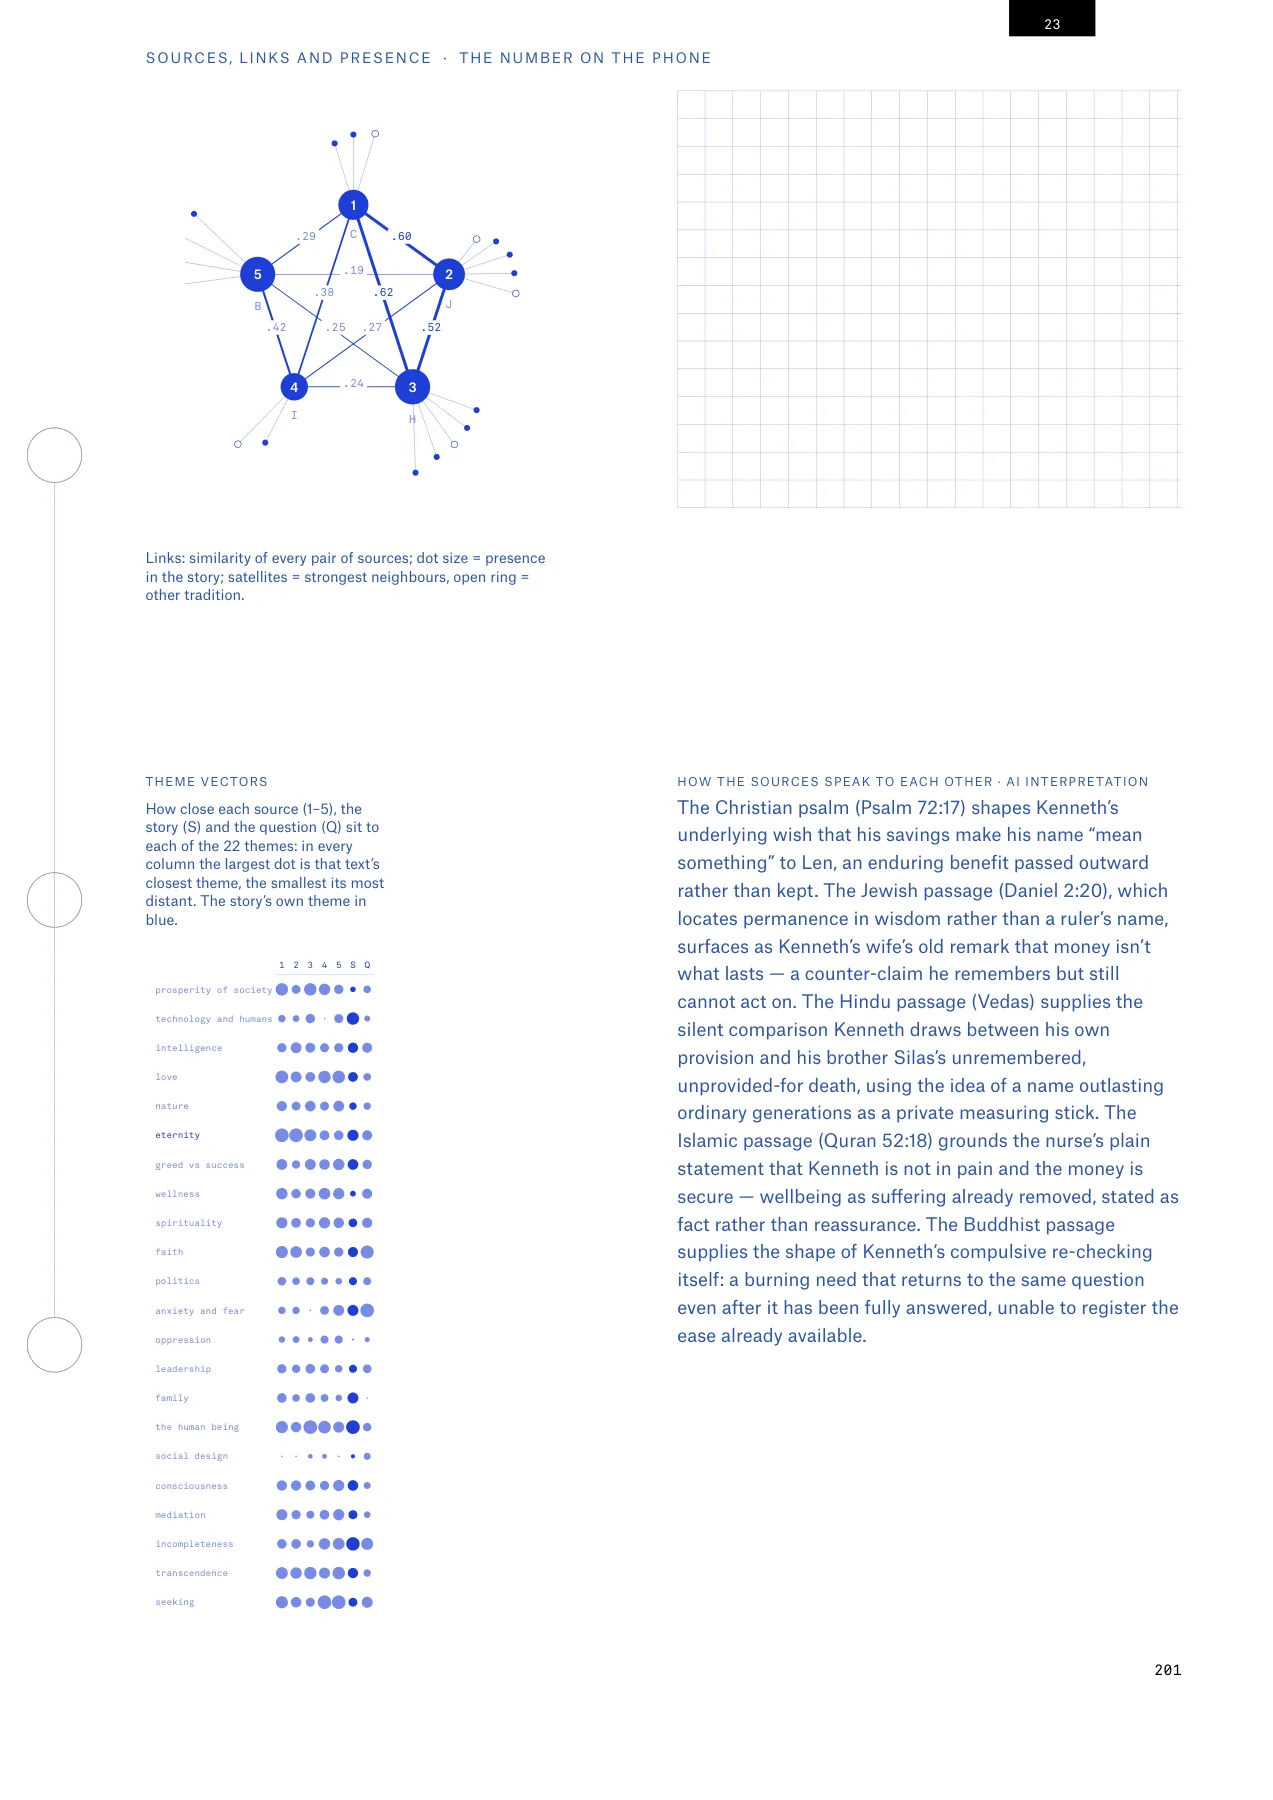 23
SOURCES, LINKS AND PRESENCE · THE NUMBER ON THE PHONE
1
C
.29
.60
5
B
.19
2
J
.38
.62
.42
.25
.27
.52
4
I
.24
3
H
Links: similarity of every pair of sources; dot size = presence
in the story; satellites = strongest neighbours, open ring =
other tradition.
THEME VECTORS
How close each source (1–5), the
story (S) and the question (Q) sit to
each of the 22 themes: in every
column the largest dot is that text’s
closest theme, the smallest its most
distant. The story’s own theme in
blue.
1 2 3 4 5 S Q
prosperity of society
technology and humans
intelligence
love
nature
eternity
greed vs success
wellness
spirituality
faith
politics
anxiety and fear
oppression
leadership
family
the human being
social design
consciousness
mediation
incompleteness
transcendence
seeking
HOW THE SOURCES SPEAK TO EACH OTHER · AI INTERPRETATION
The Christian psalm (Psalm 72:17) shapes Kenneth’s
underlying wish that his savings make his name “mean
something” to Len, an enduring benefit passed outward
rather than kept. The Jewish passage (Daniel 2:20), which
locates permanence in wisdom rather than a ruler’s name,
surfaces as Kenneth’s wife’s old remark that money isn’t
what lasts — a counter-claim he remembers but still
cannot act on. The Hindu passage (Vedas) supplies the
silent comparison Kenneth draws between his own
provision and his brother Silas’s unremembered,
unprovided-for death, using the idea of a name outlasting
ordinary generations as a private measuring stick. The
Islamic passage (Quran 52:18) grounds the nurse’s plain
statement that Kenneth is not in pain and the money is
secure — wellbeing as suffering already removed, stated as
fact rather than reassurance. The Buddhist passage
supplies the shape of Kenneth’s compulsive re-checking
itself: a burning need that returns to the same question
even after it has been fully answered, unable to register the
ease already available.
201